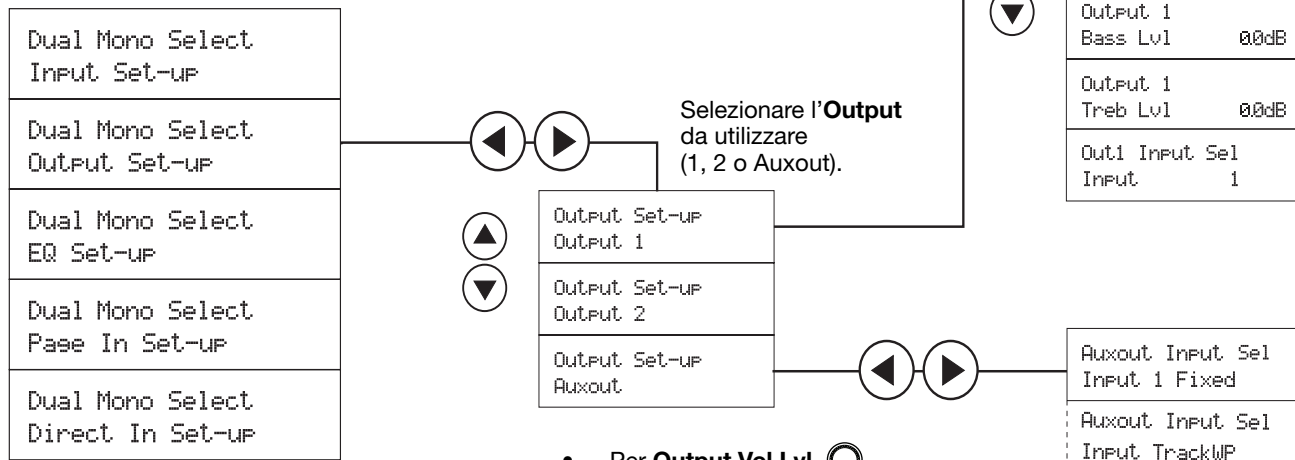 Dual Mono Select
Input Set-up
Dual Mono Select
Output Set-up
Dual Mono Select
EQ Set-up
Dual Mono Select
Page In Set-up
Dual Mono Select
Direct In Set-up
Selezionare l'Output
da utilizzare
(1, 2 o Auxout).
Output Set-up
Output 1
Output Set-up
Output 2
Output Set-up
Auxout
Output 1
Bass Lvl 0.0dB
Output 1
Treb Lvl 0.0dB
Out1 Input Sel
Input 1
Auxout Input Sel
Input 1 Fixed
Auxout Input Sel
Input TrackWP
• Per Output Vol Lvl